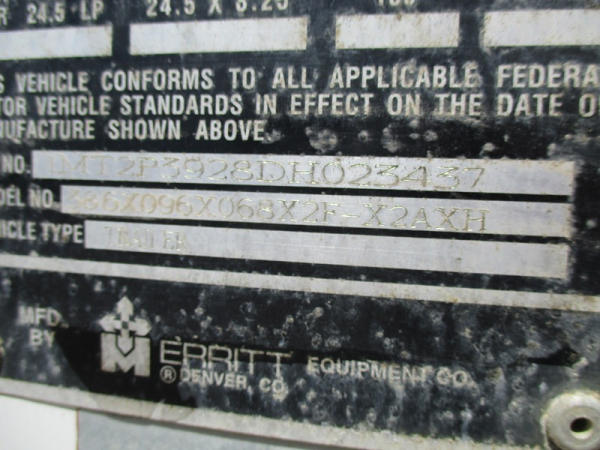 R 24.5 LP 24.5 X 8.25
S VEHICLE CONFORMS TO ALL APPLICABLE FEDERA
TOR VEHICLE STANDARDS IN EFFECT ON THE DATE O
NUFACTURE SHOWN ABOVE.
NO. 1MT2P3928DH023437
DEL NO. 386X096X068X2F-X2AXH
HICLE TYPE TRAILER
MFD. BY MERRITT EQUIPMENT CO.
® DENVER, CO.